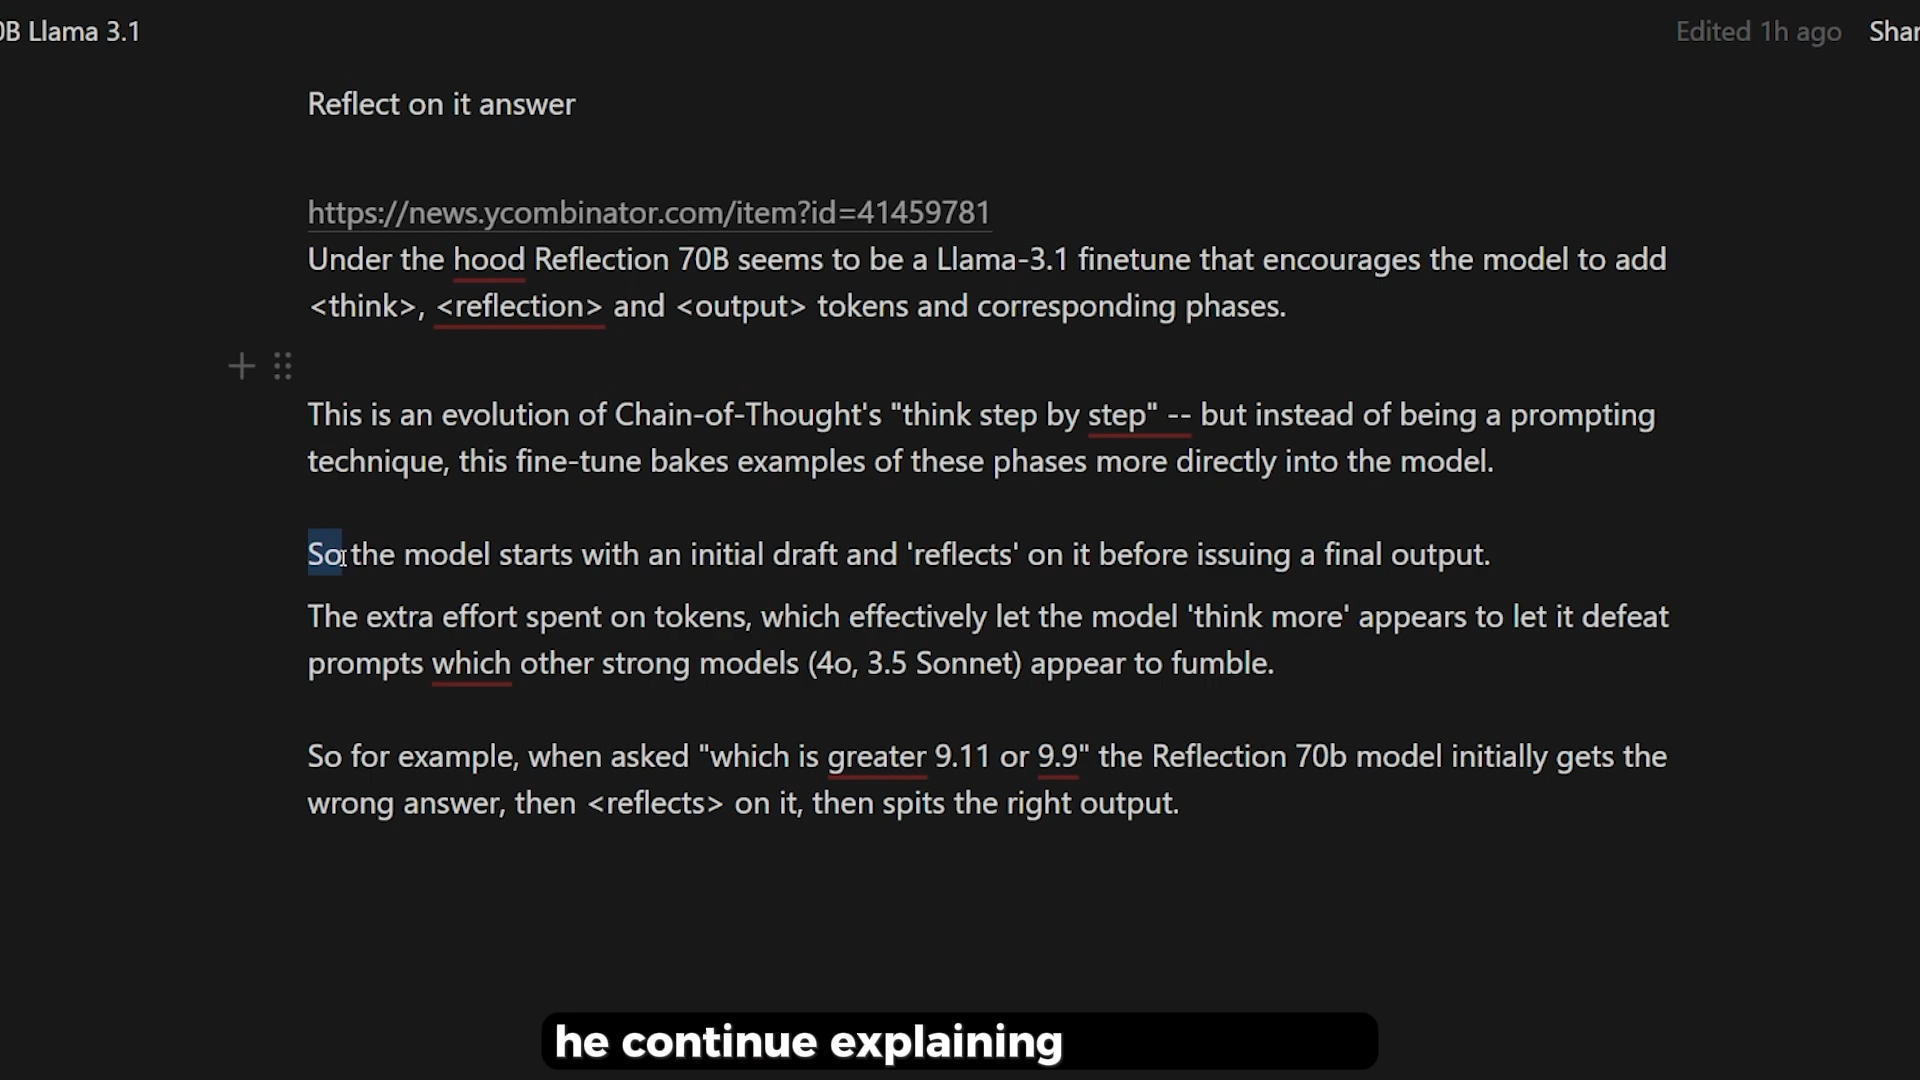 0B Llama 3.1
Edited 1h ago
Shar
Reflect on it answer
https://news.ycombinator.com/item?id=41459781
Under the hood Reflection 70B seems to be a Llama-3.1 finetune that encourages the model to add
<think>, <reflection> and <output> tokens and corresponding phases.
This is an evolution of Chain-of-Thought's "think step by step" -- but instead of being a prompting
technique, this fine-tune bakes examples of these phases more directly into the model.
So the model starts with an initial draft and 'reflects' on it before issuing a final output.
The extra effort spent on tokens, which effectively let the model 'think more' appears to let it defeat
prompts which other strong models (4o, 3.5 Sonnet) appear to fumble.
So for example, when asked "which is greater 9.11 or 9.9" the Reflection 70b model initially gets the
wrong answer, then <reflects> on it, then spits the right output.
he continue explaining